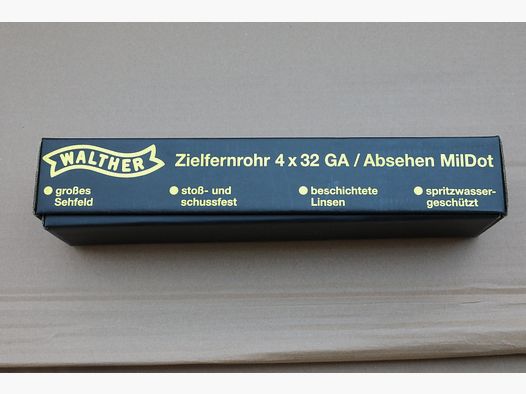 WALTHER
Zielfernrohr 4 x 32 GA / Absehen MilDot
großes
Sehfeld
stoß- und
schussfest
beschichtete
Linsen
spritzwasser-
geschützt